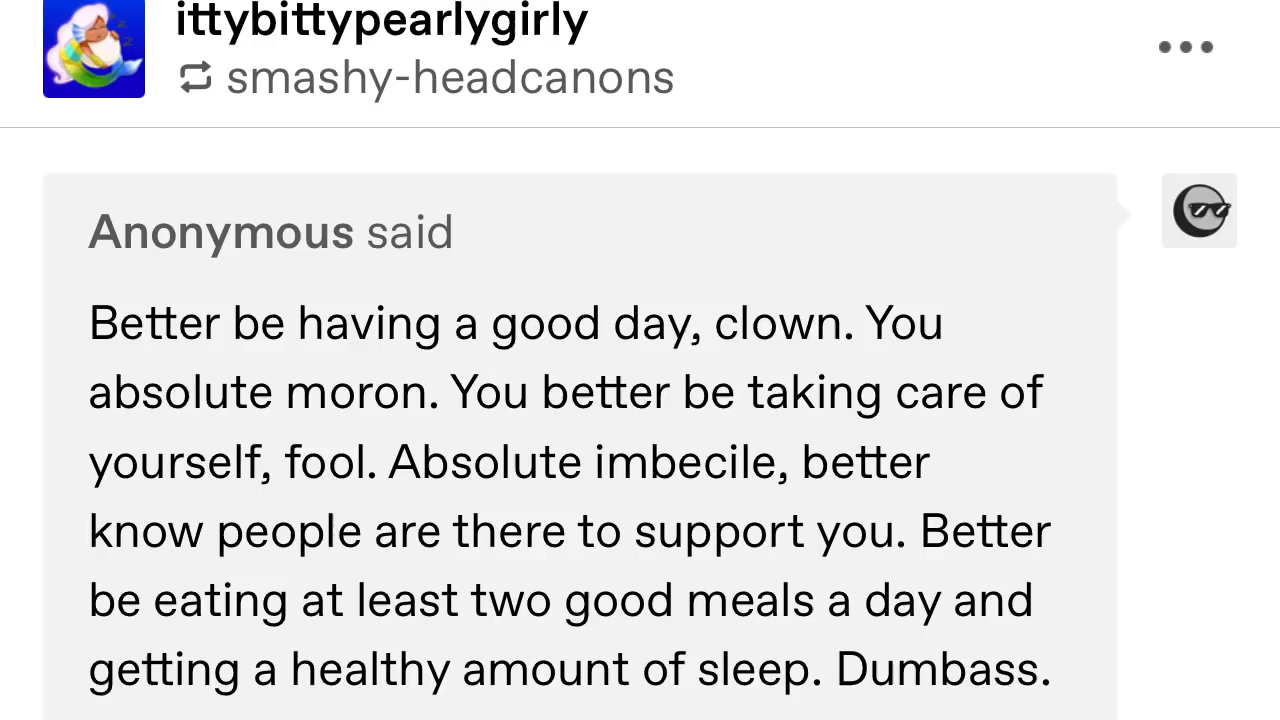 ittybittypearlygirly
smashy-headcanons
Anonymous said
Better be having a good day, clown. You
absolute moron. You better be taking care of
yourself, fool. Absolute imbecile, better
know people are there to support you. Better
be eating at least two good meals a day and
getting a healthy amount of sleep. Dumbass.